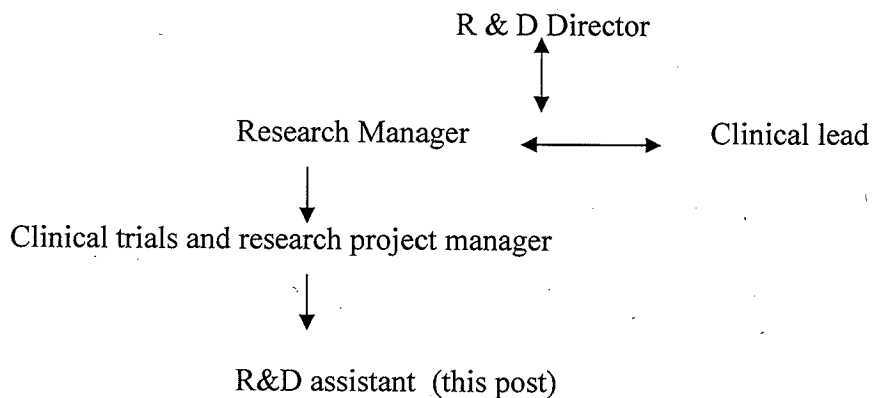 R & D Director
Research Manager
Clinical lead
Clinical trials and research project manager
R&D assistant (this post)